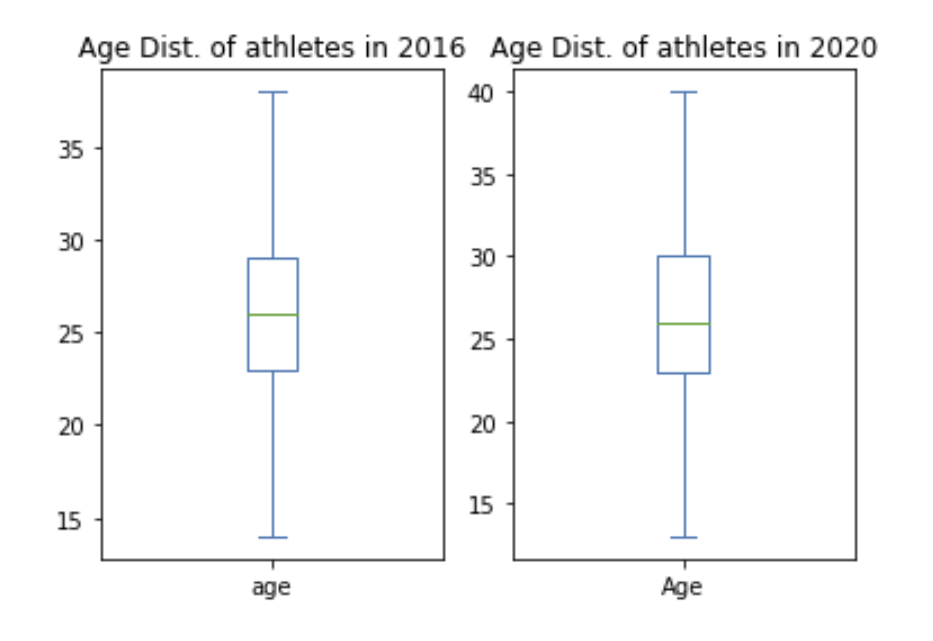 Age Dist. of athletes in 2016
35
30
25
20
15
age
Age Dist. of athletes in 2020
40
35
30
25
20
15
Age